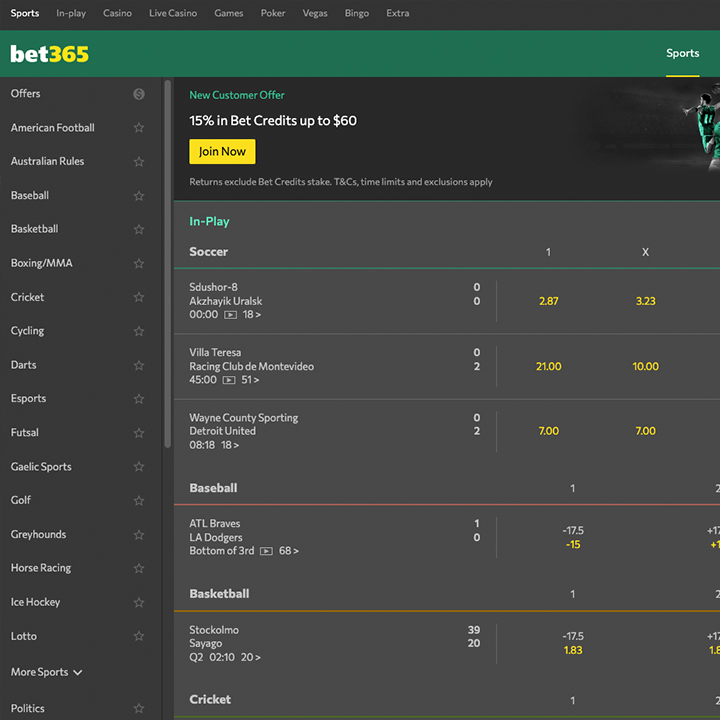 Sports In-play Casino Live Casino Games Poker Vegas Bingo Extra
bet365
Sports
Offers
American Football
Australian Rules
Baseball
Basketball
Boxing/MMA
Cricket
Cycling
Darts
Esports
Futsal
Gaelic Sports
Golf
Greyhounds
Horse Racing
Ice Hockey
Lotto
More Sports
Politics
New Customer Offer
15% in Bet Credits up to $60
Join Now
Returns exclude Bet Credits stake. T&Cs, time limits and exclusions apply
In-Play
Soccer 1 X
Sdushor-8 0
Akzhayik Uralsk 0 2.87 3.23
00:00 18 >
Villa Teresa 0
Racing Club de Montevideo 2 21.00 10.00
45:00 51 >
Wayne County Sporting 0
Detroit United 2 7.00 7.00
08:18 18 >
Baseball 1 2
ATL Braves 1 -17.5 +17
LA Dodgers 0 -15 +1
Bottom of 3rd 68 >
Basketball 1 2
Stockolmo 39 -17.5 +17
Sayago 20 1.83 1.8
Q2 02:10 20 >
Cricket 1 2